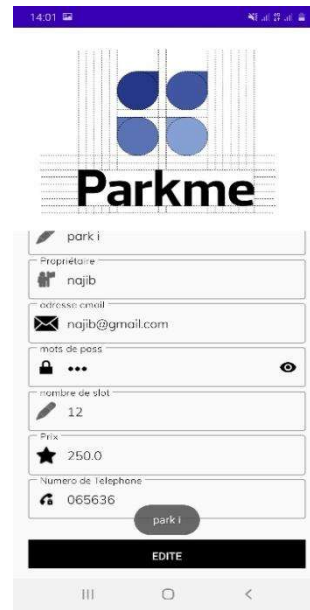 14:01
Parkme
park i
Propriétaire
najib
adresse email
najib@gmail.com
mots de pass
•••
nombre de slot
12
Prix
250.0
Numero de Telephone
065636
park i
EDITE